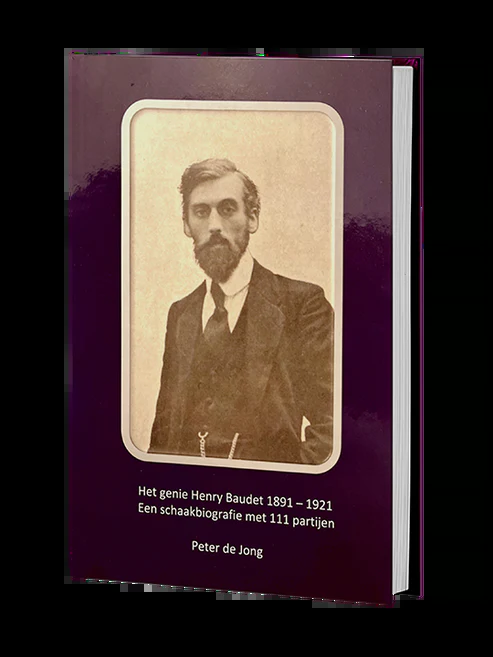 Het genie Henry Baudet 1891 – 1921
Een schaakbiografie met 111 partijen
Peter de Jong